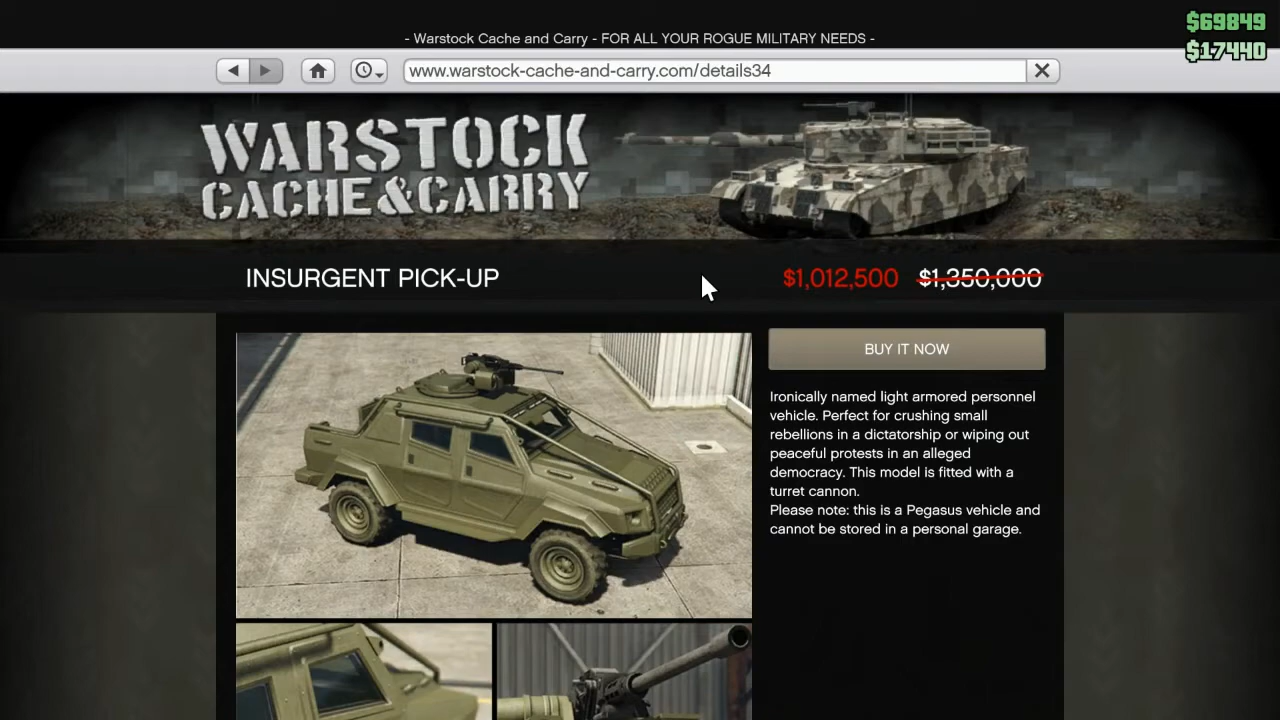 $69849
- Warstock Cache and Carry - FOR ALL YOUR ROGUE MILITARY NEEDS -
$17440
www.warstock-cache-and-carry.com/details34
WARSTOCK
CACHE&CARRY
INSURGENT PICK-UP $1,012,500 $1,350,000
BUY IT NOW
Ironically named light armored personnel
vehicle. Perfect for crushing small
rebellions in a dictatorship or wiping out
peaceful protests in an alleged
democracy. This model is fitted with a
turret cannon.
Please note: this is a Pegasus vehicle and
cannot be stored in a personal garage.